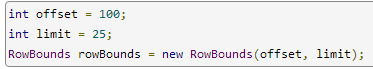 int offset = 100;
int limit = 25;
RowBounds rowBounds = new RowBounds(offset, limit);